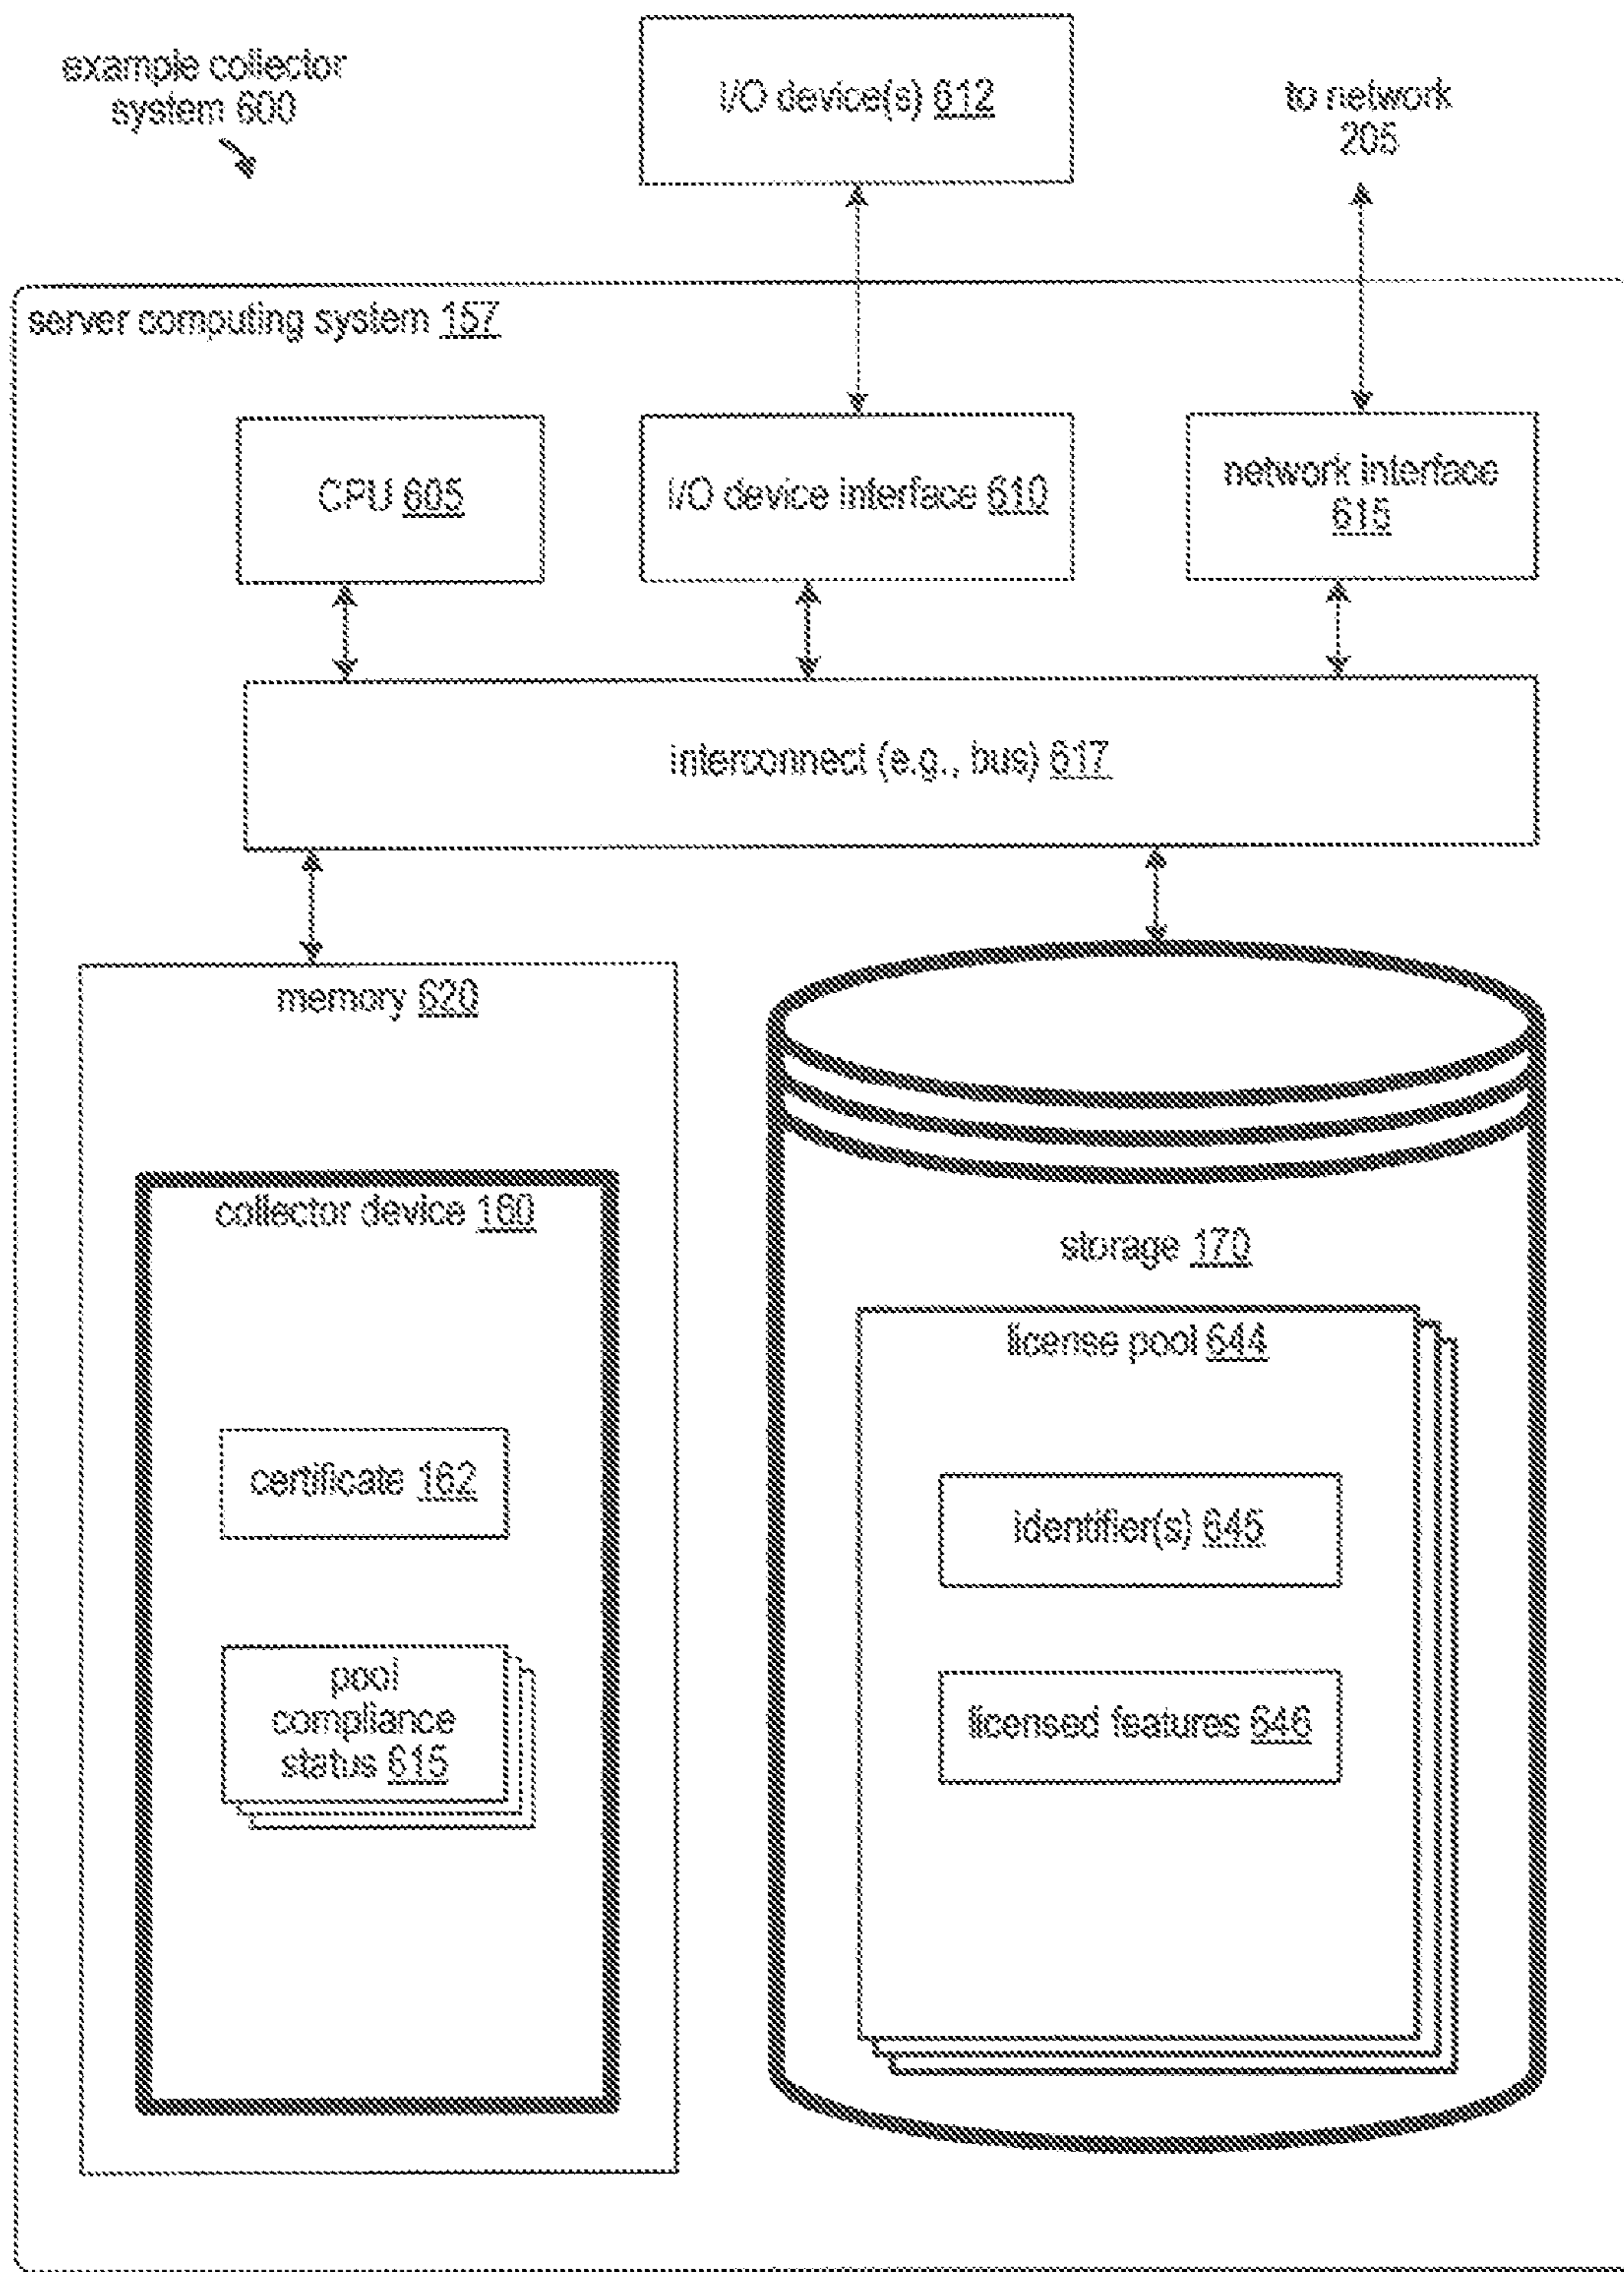 example collector
system 600
I/O device(s) 612
to network
205
server computing system 157
CPU 605
I/O device interface 610
network interface
615
interconnect (e.g., bus) 617
memory 620
collector device 160
certificate 162
pool
compliance
status 615
storage 170
license pool 644
identifier(s) 645
licensed features 646